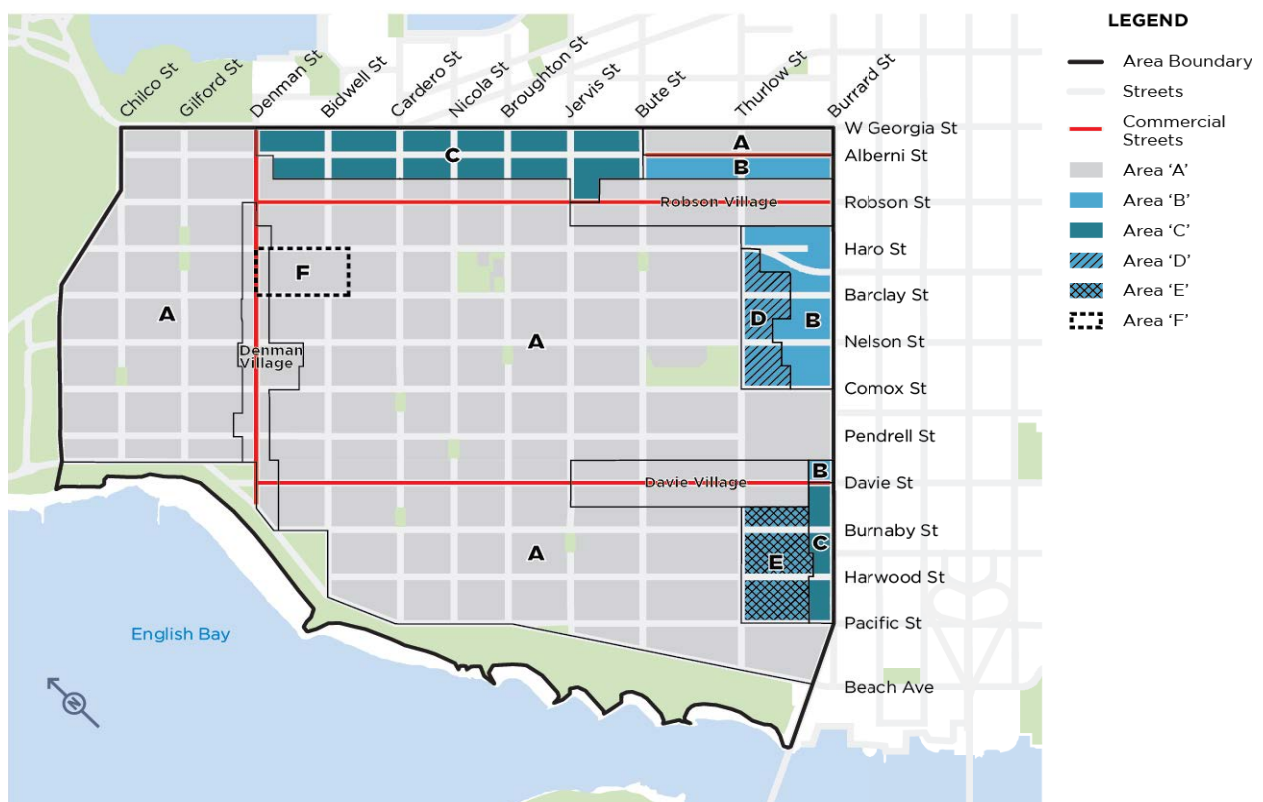 Chilco St
Gilford St
Denman St
Bidwell St
Cardero St
Nicola St
Broughton St
Jervis St
Bute St
Thurlow St
Burrard St
W Georgia St
Alberni St
Robson St
Haro St
Barclay St
Nelson St
Comox St
Pendrell St
Davie St
Burnaby St
Harwood St
Pacific St
Beach Ave
A
C
B
Robson Village
F
A
D
B
A
Denman
Village
B
Davie Village
A
C
E
English Bay
N
LEGEND
Area Boundary
Streets
Commercial
Streets
Area ‘A’
Area ‘B’
Area ‘C’
Area ‘D’
Area ‘E’
Area ‘F’